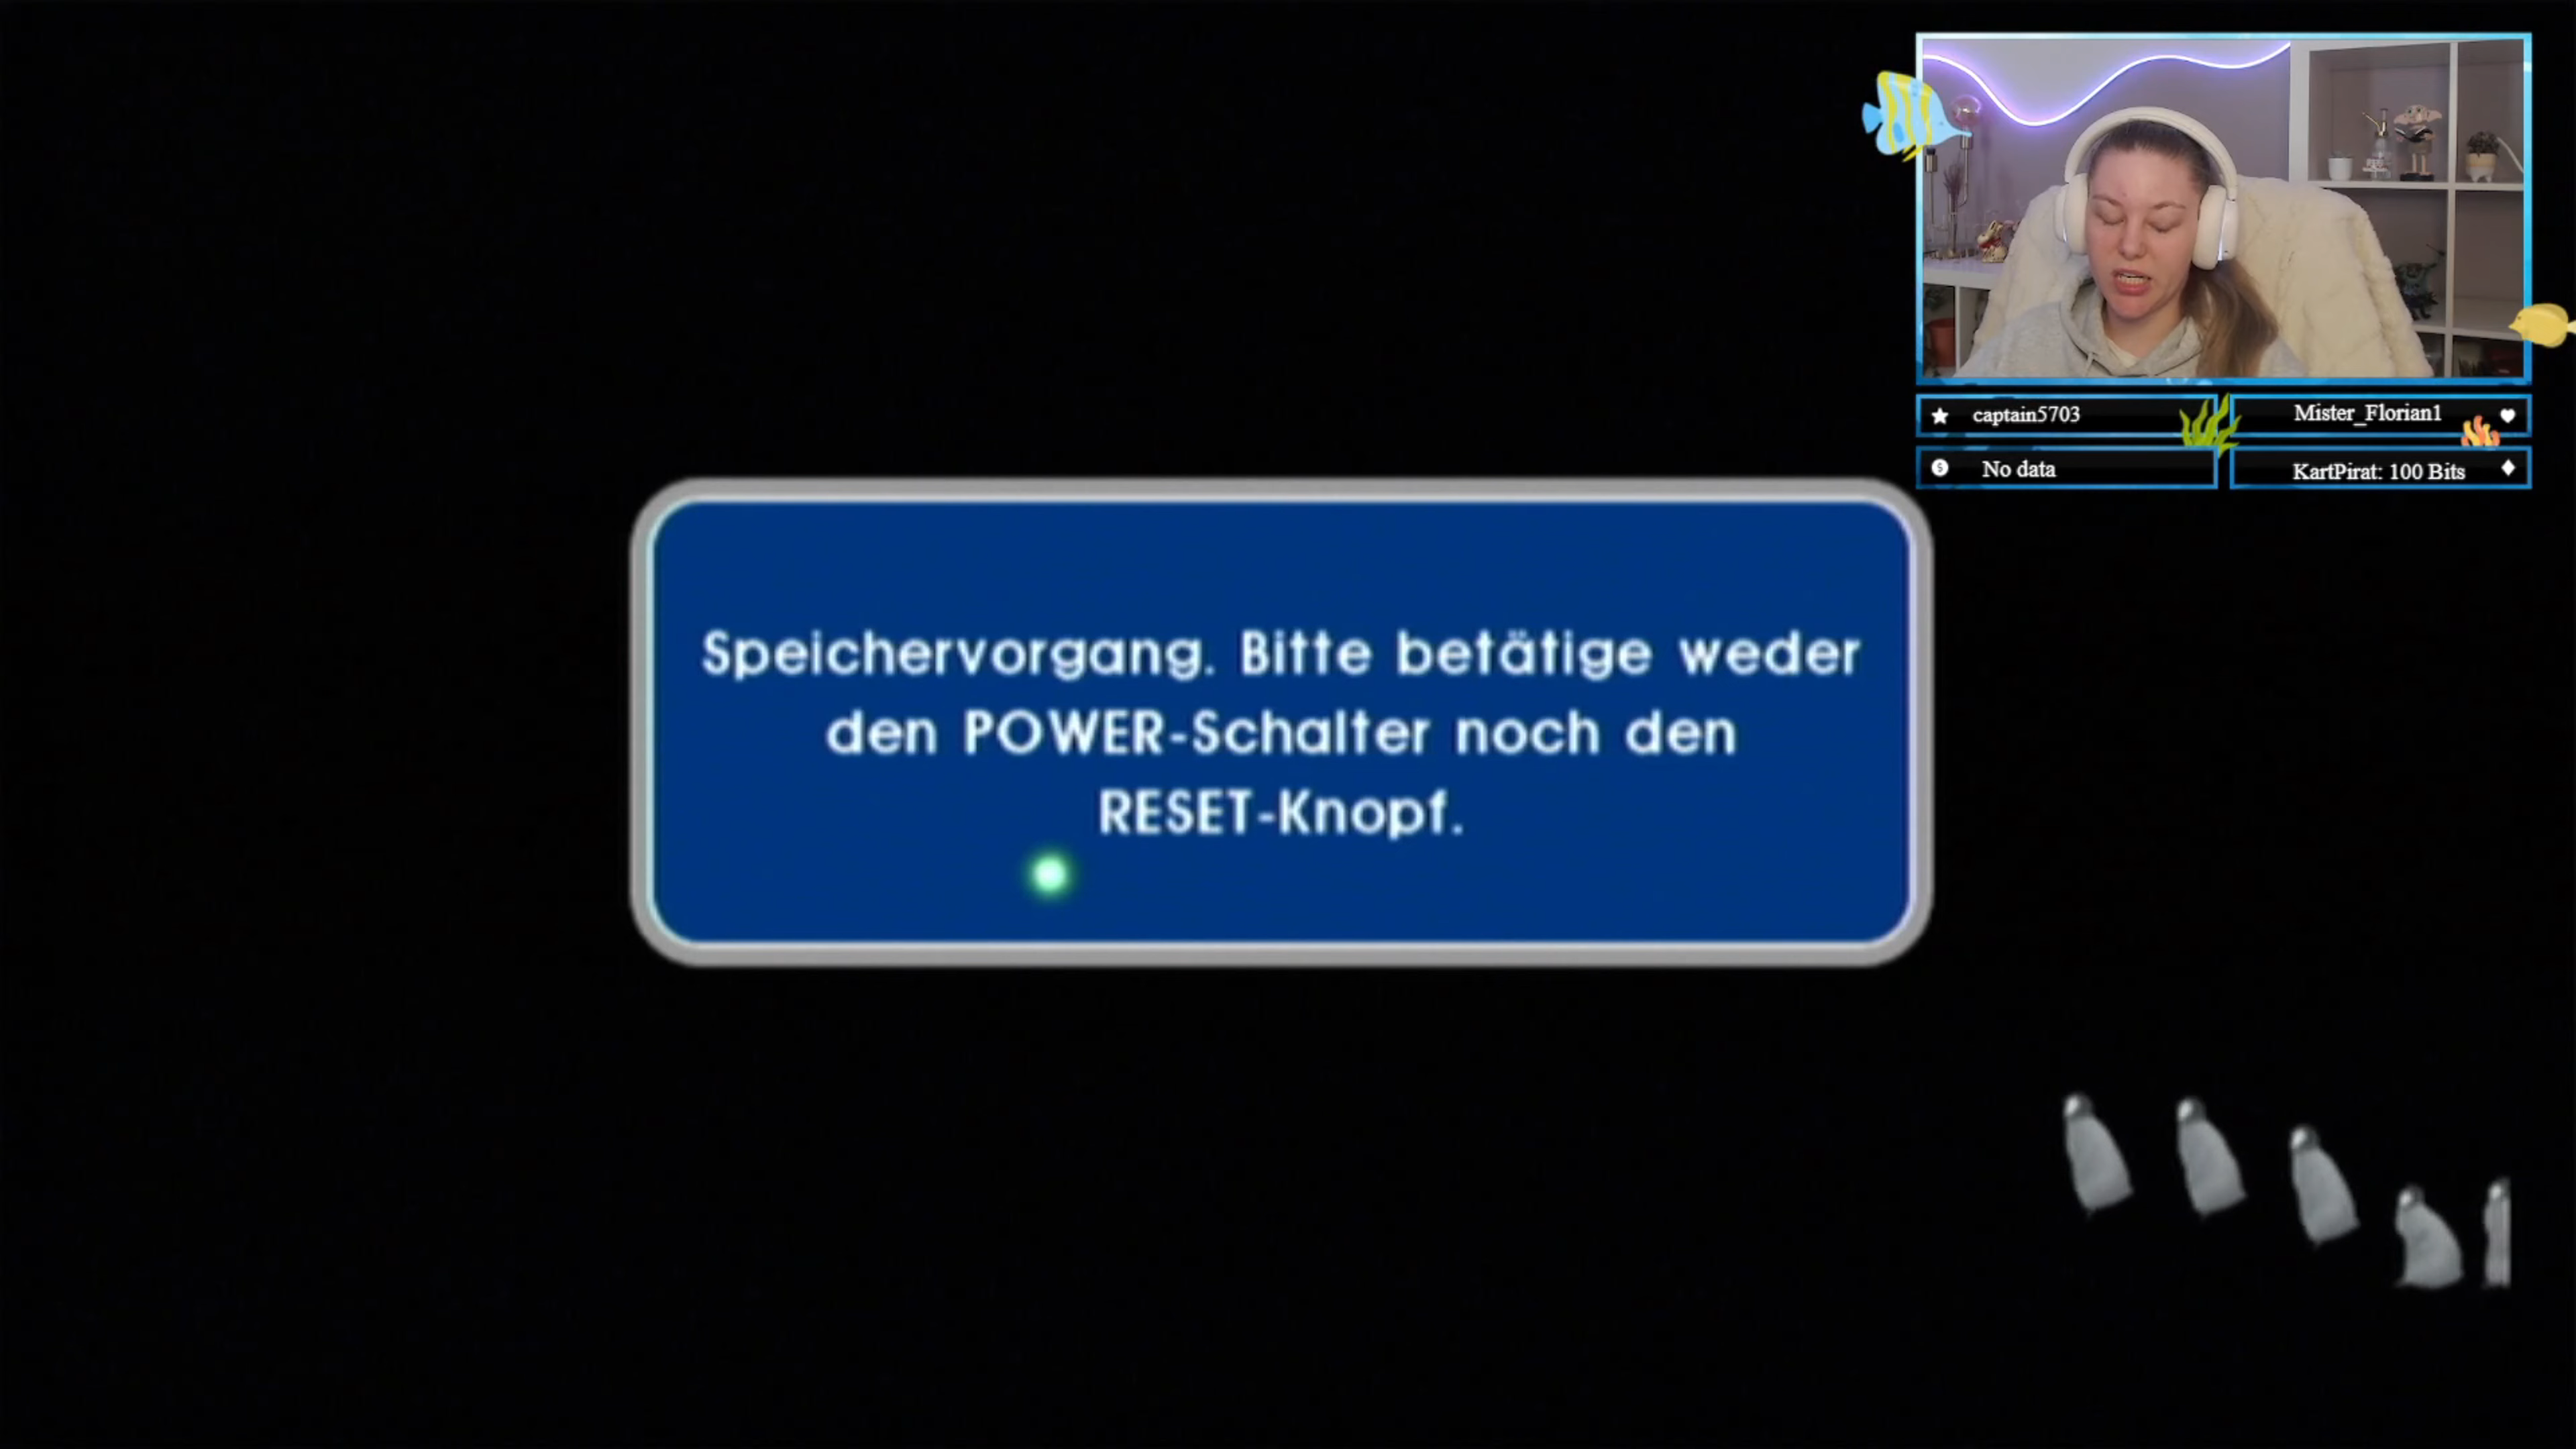 captain5703
Mister_Florian1
No data
KartPirat: 100 Bits
Speichervorgang. Bitte betätige weder
den POWER-Schalter noch den
RESET-Knopf.